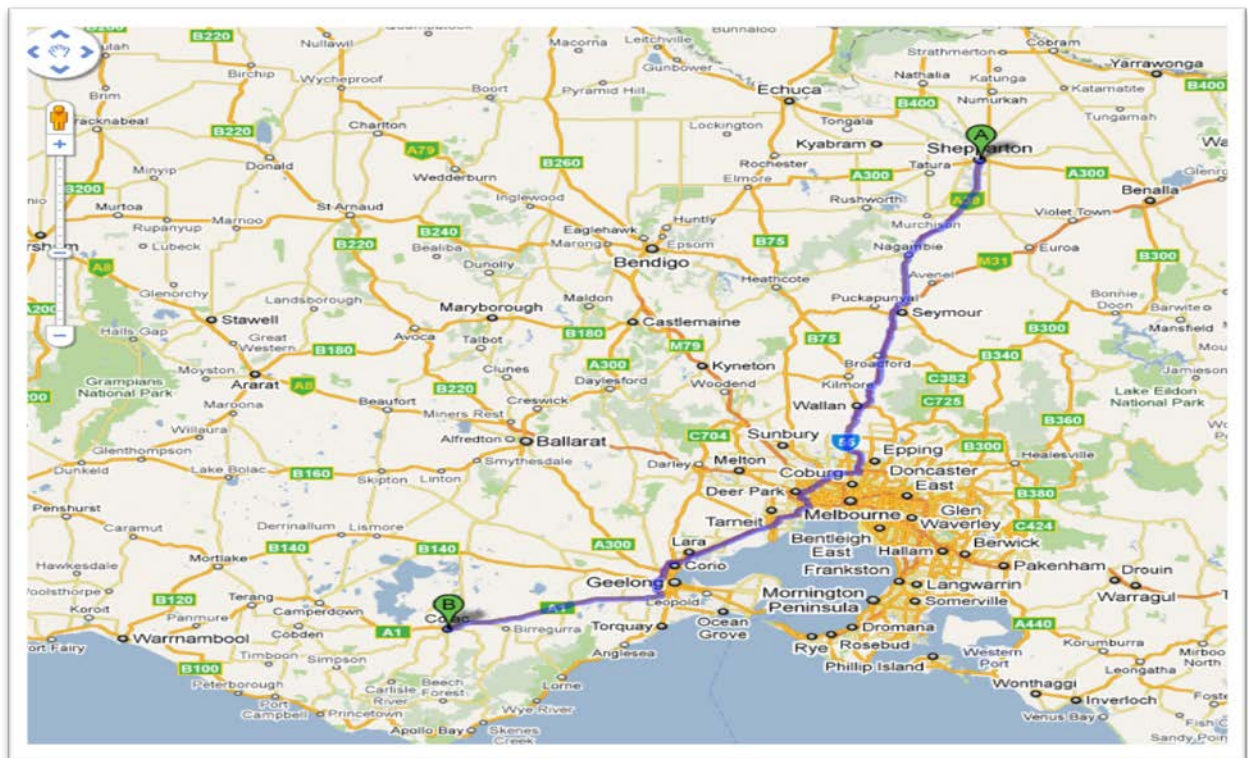 B200
B220
Nullawil
Macorna
Leitchville
Bunnaloo
Cobram
Strathmerton
Birchip
Wycheproof
Gunbower
Yarrawonga
Brim
Boort
Pyramid Hill
Echuca
Nathalia
Katunga
B400
B400
Katamatite
Numurkah
B220
Charlton
Lockington
Tongala
Tungamah
A79
Kyabram
A
Shepparton
Minyip
Donald
B260
Rochester
Tatura
Wedderburn
Elmore
A300
A300
B200
Benalla
Murtoa
St Arnaud
Inglewood
Rushworth
Rupanyup
Marnoo
Huntly
Murchison
Violet Town
Lubeck
B240
Eaglehawk
Epsom
B75
B220
Bealiba
Marong
Nagambie
Euroa
B300
A8
Bendigo
M31
Dunolly
Heathcote
Avenel
Glenorchy
Landsborough
Maldon
Puckapunyal
Bonnie
Doon
Barwite
Stawell
Maryborough
Castlemaine
Seymour
Mansfield
Halls Gap
Great
Western
Avoca
Talbot
B180
B75
B300
B180
M79
Broadford
B340
Moyston
A300
Kyneton
Jamieson
Grampians
National Park
Ararat
A8
Clunes
Daylesford
Woodend
Kilmore
C382
Lake Eildon
National Park
Beaufort
B220
Creswick
Wallan
C725
Maroona
Miners Rest
B360
Willaura
Alfredton
Ballarat
C704
Sunbury
55
Epping
B300
Glenthompson
Smythesdale
Darley
Melton
Coburg
Doncaster
East
Healesville
Dunkeld
Lake Bolac
B160
Skipton
Linton
Deer Park
B380
Penshurst
Tarneit
Melbourne
Glen
Waverley
Caramut
Derrinallum
Lismore
Bentleigh
East
C424
Lara
Hallam
Berwick
Mortlake
B140
B140
A300
Corio
Hawkesdale
Frankston
Pakenham
Drouin
Geelong
Langwarrin
B120
Terang
B
A1
Leopold
Mornington
Peninsula
Somerville
Warragul
Koroit
Camperdown
Colac
Panmure
A1
Birregurra
Torquay
Ocean
Grove
Dromana
A440
Warrnambool
Cobden
Rye
Rosebud
Korumburra
Timboon
Simpson
Anglesea
Western
Port
Mirboo
North
B100
Phillip Island
Leongatha
Peterborough
Carlisle
River
Beech
Forest
Lorne
Wonthaggi
Port
Campbell
Princetown
Wye River
Inverloch
Apollo Bay
Skenes
Creek
Venus Bay